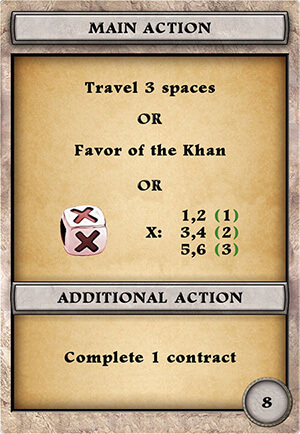 MAIN ACTION
Travel 3 spaces
OR
Favor of the Khan
OR
1,2 (1)
X: 3,4 (2)
5,6 (3)
ADDITIONAL ACTION
Complete 1 contract
8